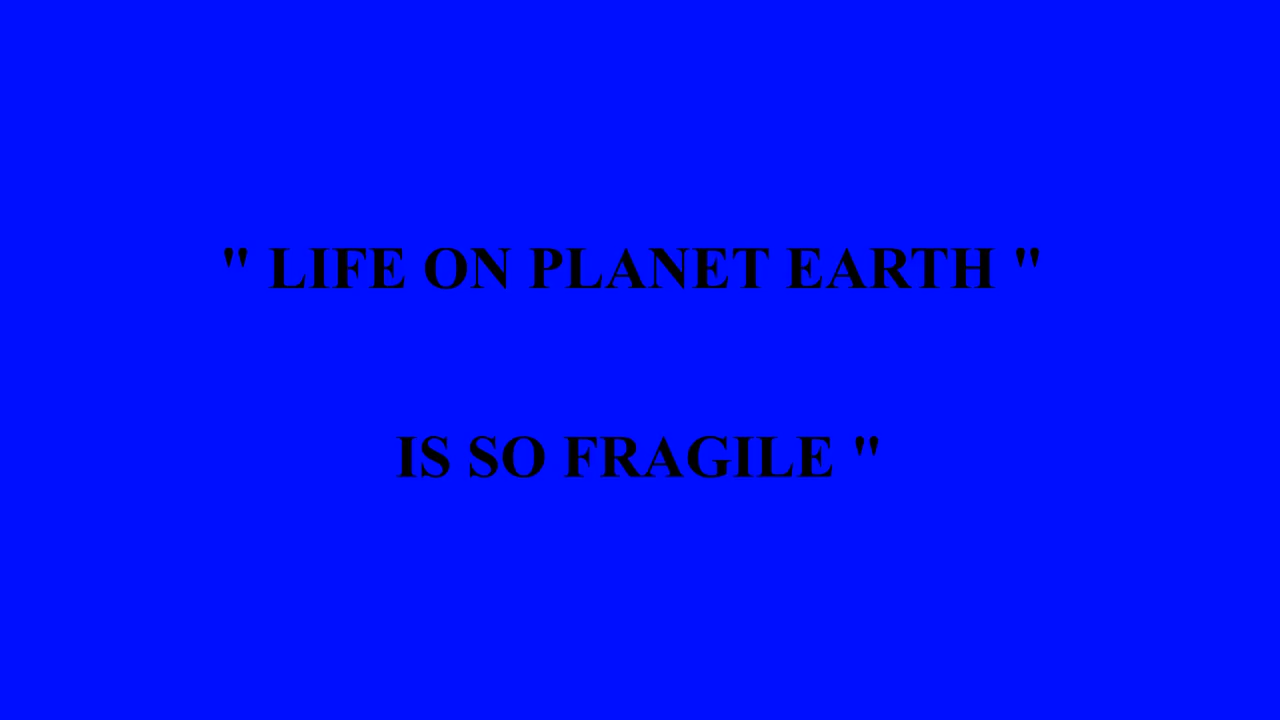 " LIFE ON PLANET EARTH "
IS SO FRAGILE "